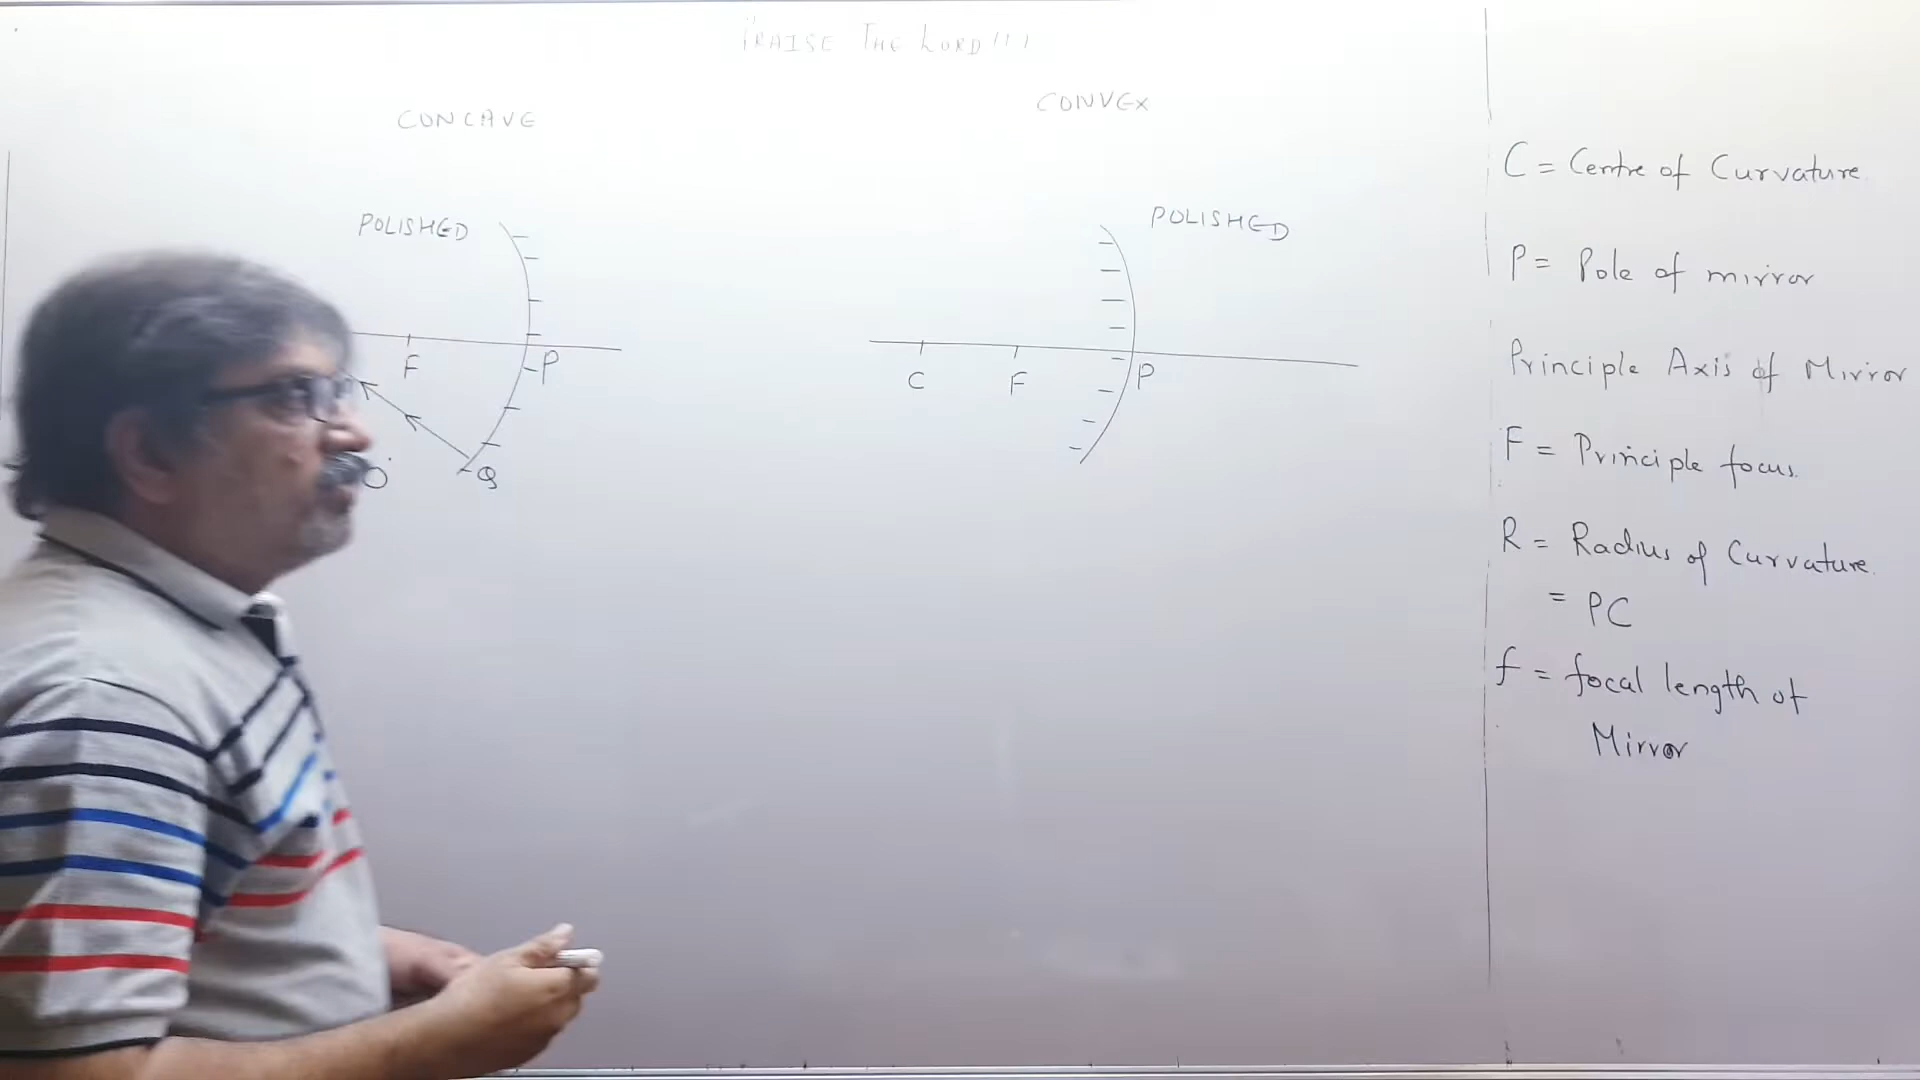 PRAISE THE LORD!!!
CONCAVE
CONVEX
POLISHED
POLISHED
F
P
Q
C
F
P
C = Centre of Curvature
P = Pole of mirror
Principle Axis of Mirror
F = Principle focus.
R = Radius of Curvature.
= PC
f = focal length of
Mirror